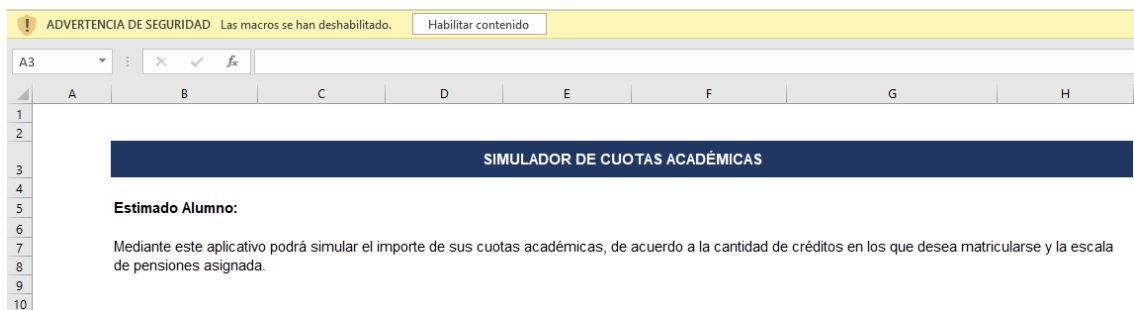 ADVERTENCIA DE SEGURIDAD Las macros se han deshabilitado. Habilitar contenido
A3 fx
A B C D E F G H
1
2
3 SIMULADOR DE CUOTAS ACADÉMICAS
4
5 Estimado Alumno:
6
7 Mediante este aplicativo podrá simular el importe de sus cuotas académicas, de acuerdo a la cantidad de créditos en los que desea matricularse y la escala
8 de pensiones asignada.
9
10